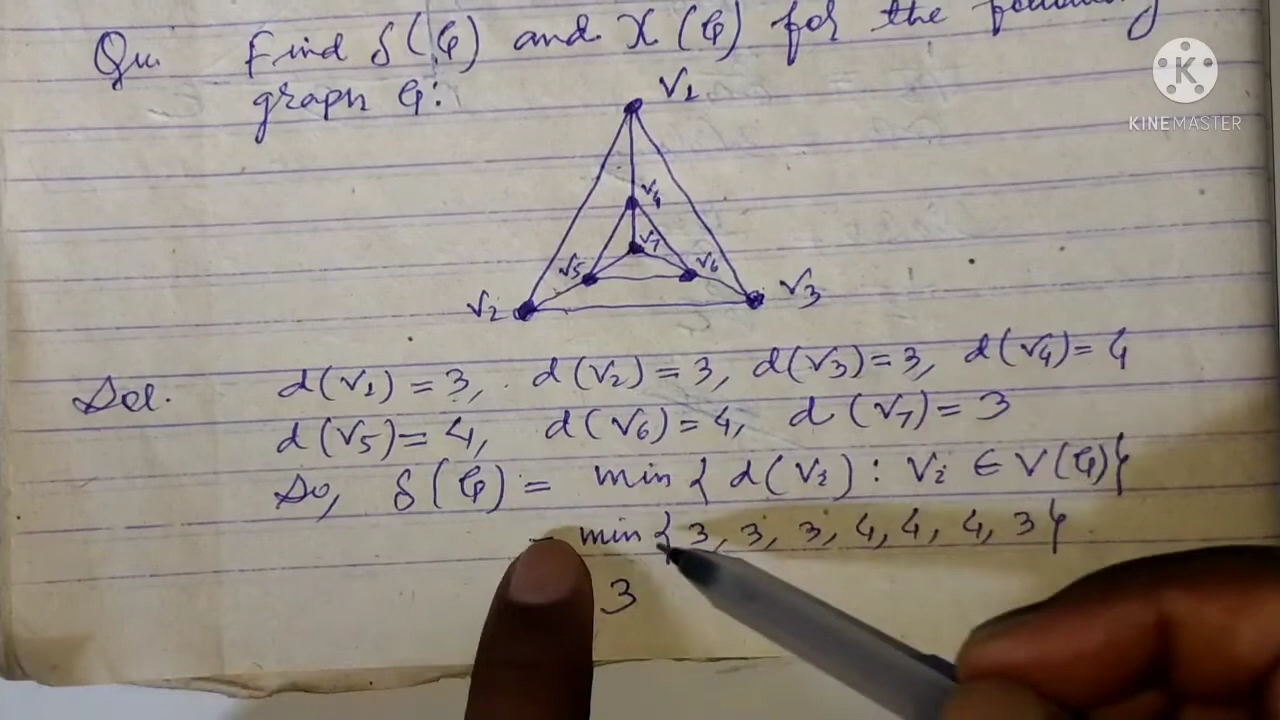 Qu. Find δ(G) and χ(G) for the following
graph G:
V1
V4
V7
V5
V6
V2
V3
Sol. d(V1) = 3, d(V2) = 3, d(V3) = 3, d(V4) = 4
d(V5) = 4, d(V6) = 4, d(V7) = 3
So, δ(G) = min { d(Vi) : Vi ∈ V(G)}
= min { 3, 3, 3, 4, 4, 4, 3 }
3
K
KINEMASTER